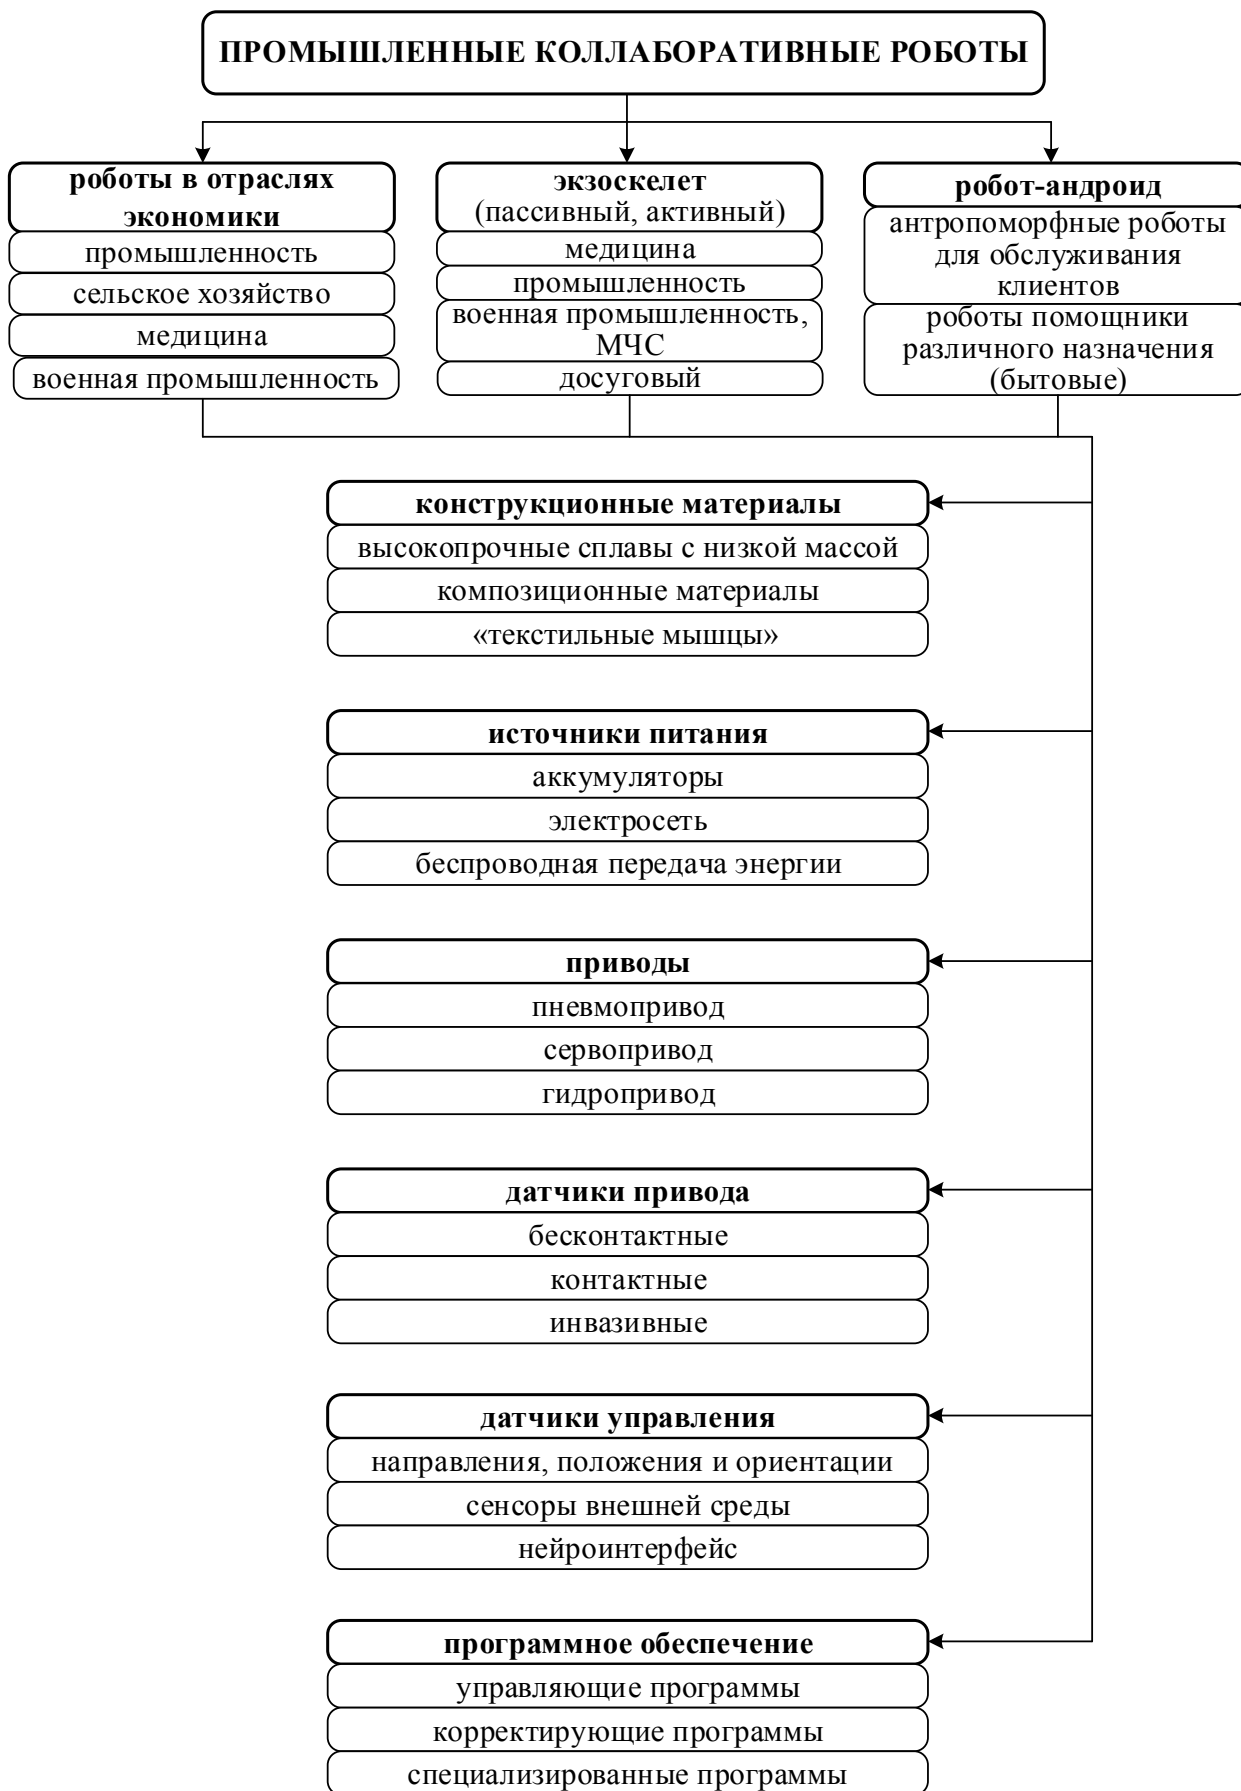 ПРОМЫШЛЕННЫЕ КОЛЛАБОРАТИВНЫЕ РОБОТЫ
роботы в отраслях
экономики
промышленность
сельское хозяйство
медицина
военная промышленность
экзоскелет
(пассивный, активный)
медицина
промышленность
военная промышленность,
МЧС
досуговый
робот-андроид
антропоморфные роботы
для обслуживания
клиентов
роботы помощники
различного назначения
(бытовые)
конструкционные материалы
высокопрочные сплавы с низкой массой
композиционные материалы
«текстильные мышцы»
источники питания
аккумуляторы
электросеть
беспроводная передача энергии
приводы
пневмопривод
сервопривод
гидропривод
датчики привода
бесконтактные
контактные
инвазивные
датчики управления
направления, положения и ориентации
сенсоры внешней среды
нейроинтерфейс
программное обеспечение
управляющие программы
корректирующие программы
специализированные программы